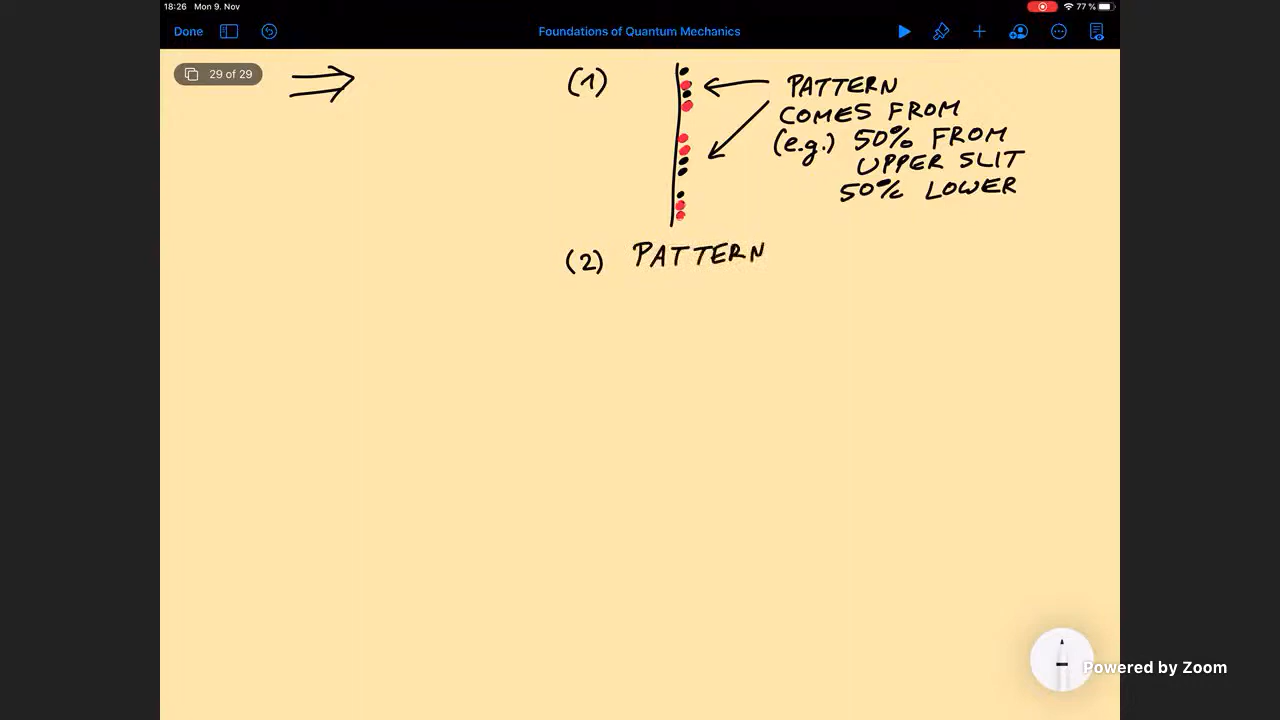 18:26 Mon 9. Nov
77 %
Done
Foundations of Quantum Mechanics
29 of 29
(1)
PATTERN
COMES FROM
(e.g.) 50% FROM
UPPER SLIT
50% LOWER
(2) PATTERN
Powered by Zoom